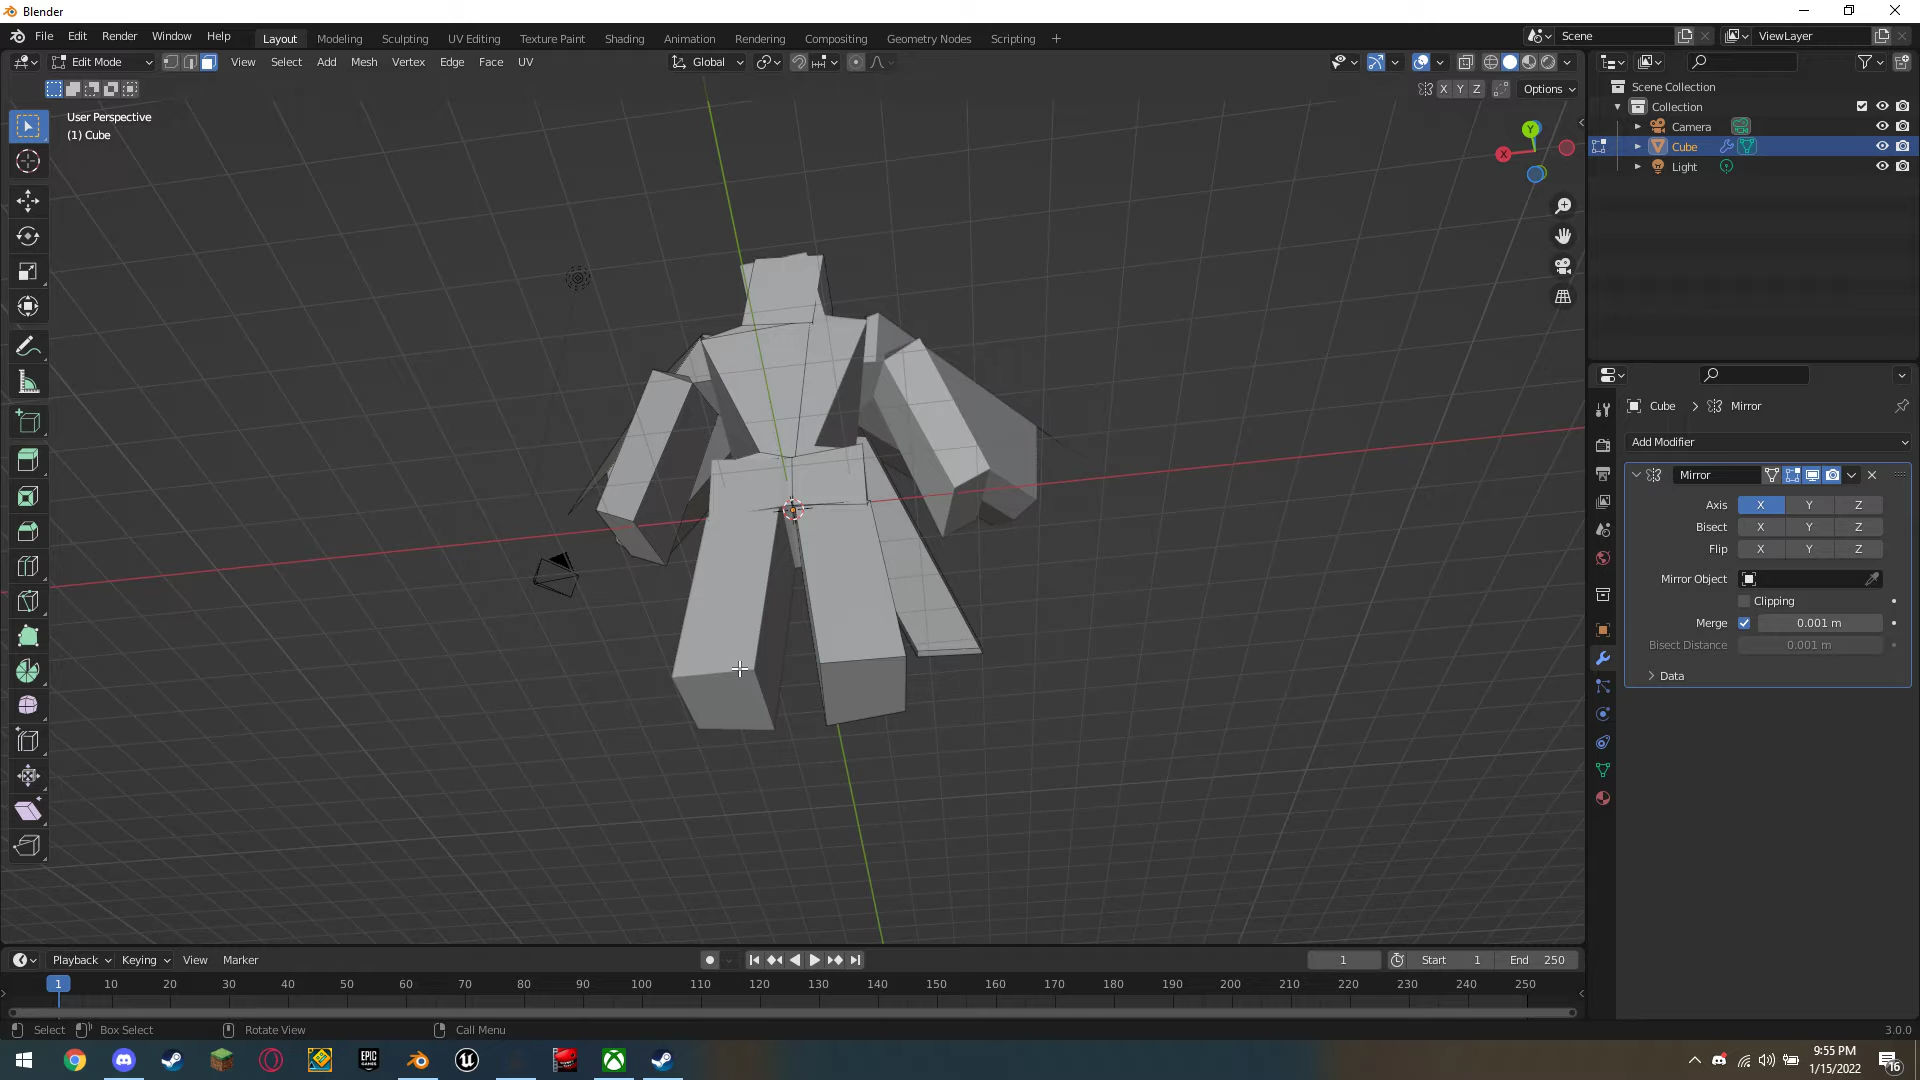 Blender
File Edit Render Window Help Layout Modeling Sculpting UV Editing Texture Paint Shading Animation Rendering Compositing Geometry Nodes Scripting + Scene ViewLayer
Edit Mode View Select Add Mesh Vertex Edge Face UV Global
X Y Z Options
User Perspective
(1) Cube
Y
X
Scene Collection
Collection
Camera
Cube
Light
Cube > Mirror
Add Modifier
Mirror
Axis X Y Z
Bisect X Y Z
Flip X Y Z
Mirror Object
Clipping
Merge 0.001 m
Bisect Distance 0.001 m
> Data
Playback Keying View Marker 1 Start 1 End 250
1 10 20 30 40 50 60 70 80 90 100 110 120 130 140 150 160 170 180 190 200 210 220 230 240 250
Select Box Select Rotate View Call Menu 3.0.0
EPIC GAMES
9:55 PM
1/15/2022
16